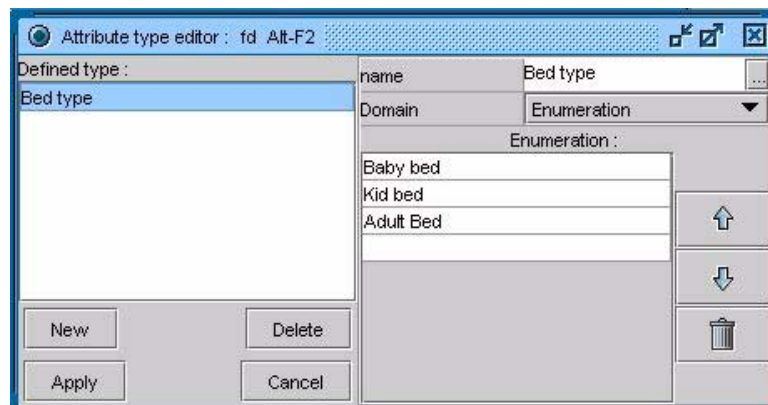 Attribute type editor : fd Alt-F2
Defined type :
Bed type
New
Delete
Apply
Cancel
name
Bed type
...
Domain
Enumeration
Enumeration :
Baby bed
Kid bed
Adult Bed